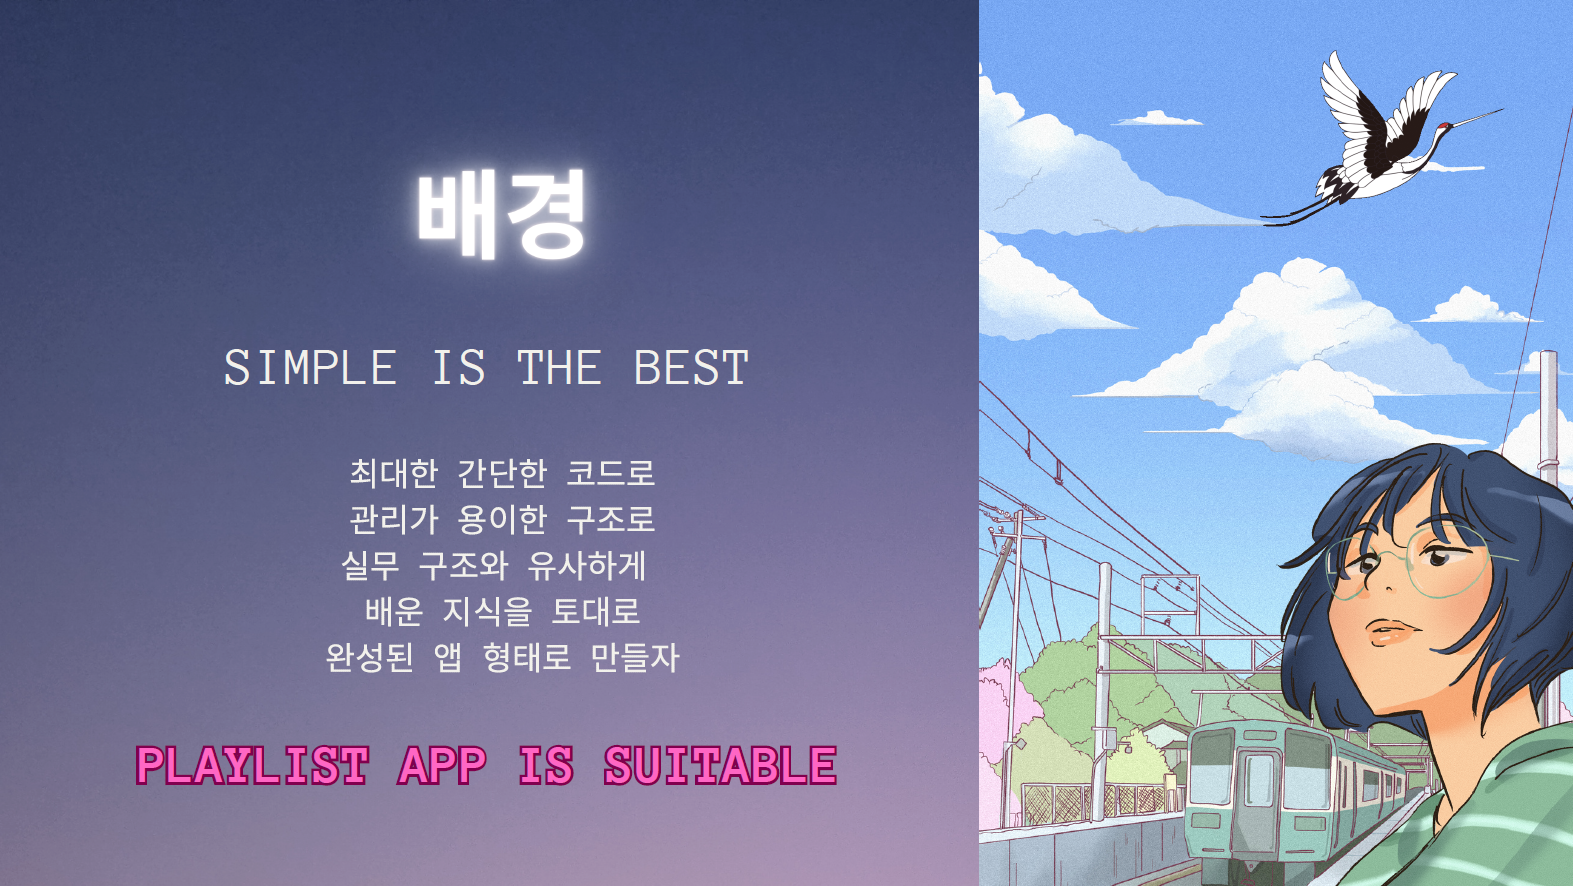 배경
SIMPLE IS THE BEST
최대한 간단한 코드로
관리가 용이한 구조로
실무 구조와 유사하게
배운 지식을 토대로
완성된 앱 형태로 만들자
PLAYLIST APP IS SUITABLE